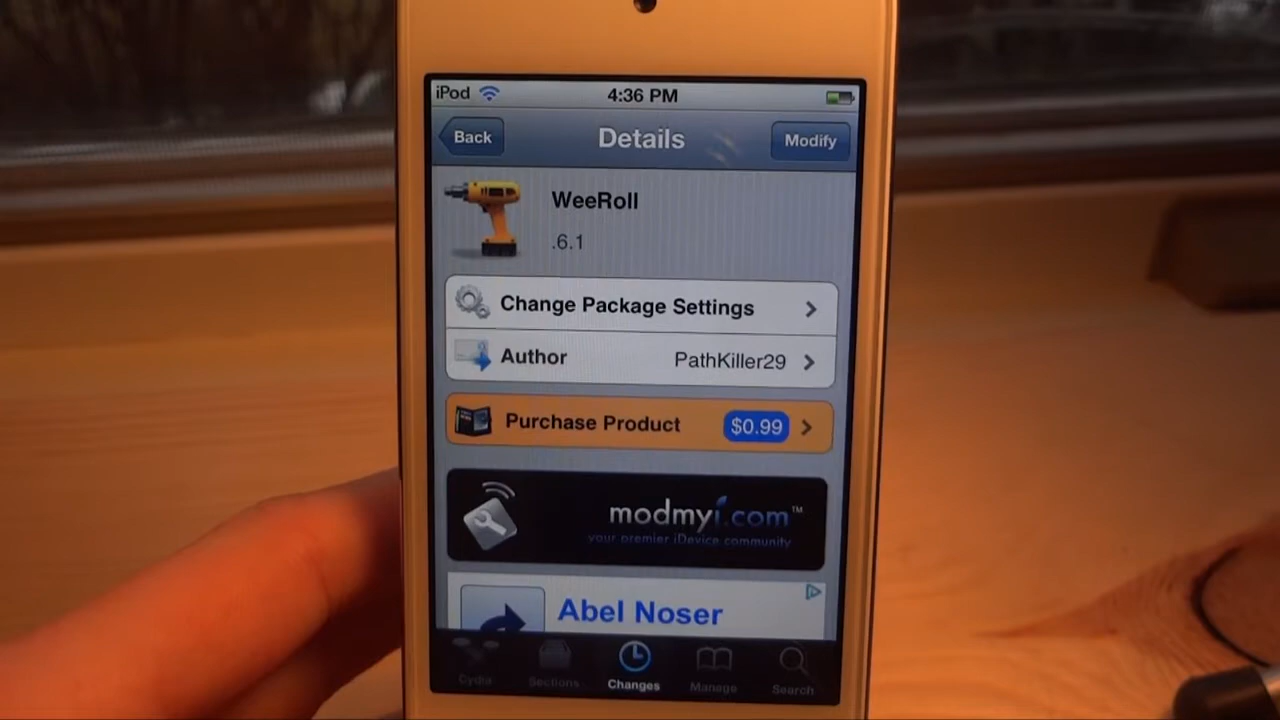 iPod 4:36 PM
Back Details Modify
WeeRoll
.6.1
Change Package Settings
Author PathKiller29
Purchase Product $0.99
modmyi.com™
your premier iDevice community
Abel Noser
Cydia Sections Changes Manage Search